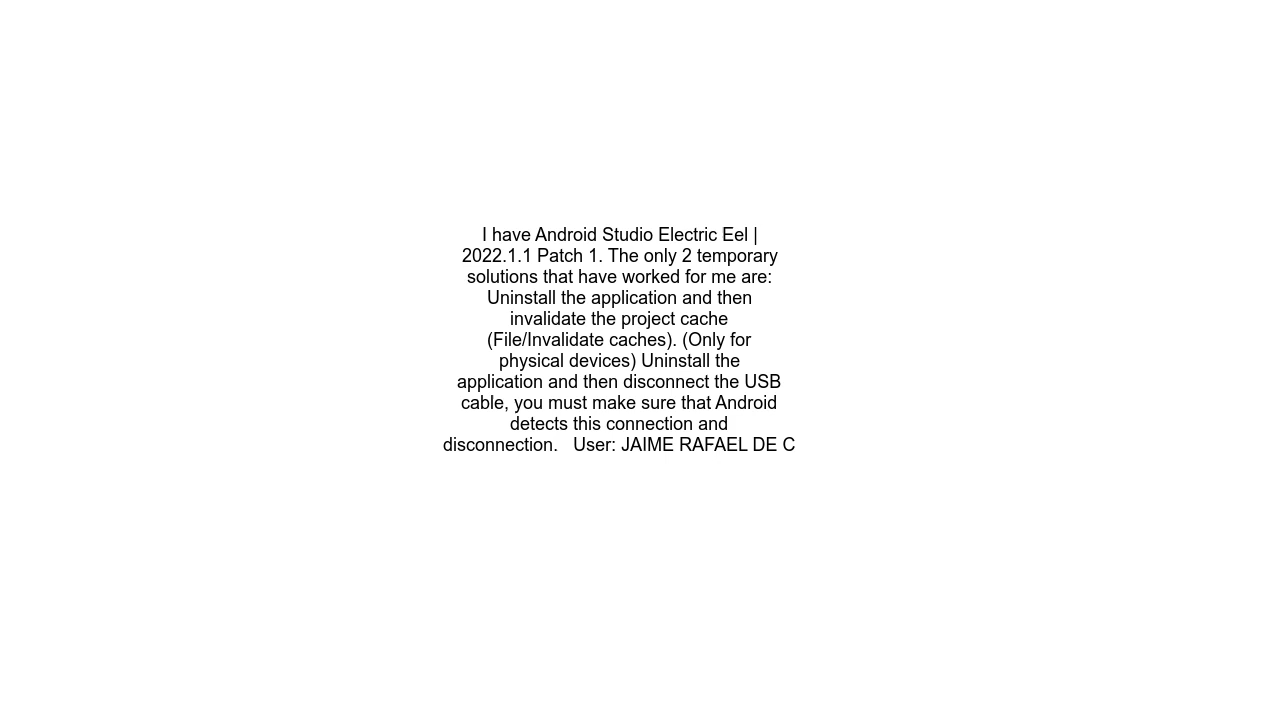 I have Android Studio Electric Eel |
2022.1.1 Patch 1. The only 2 temporary
solutions that have worked for me are:
Uninstall the application and then
invalidate the project cache
(File/Invalidate caches). (Only for
physical devices) Uninstall the
application and then disconnect the USB
cable, you must make sure that Android
detects this connection and
disconnection.   User: JAIME RAFAEL DE C